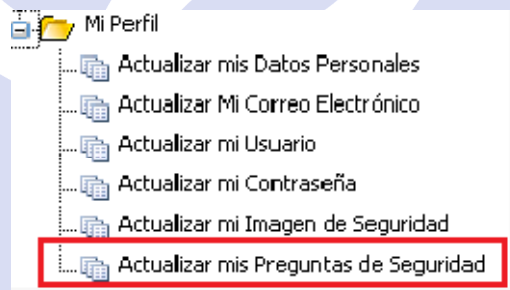 Mi Perfil
Actualizar mis Datos Personales
Actualizar Mi Correo Electrónico
Actualizar mi Usuario
Actualizar mi Contraseña
Actualizar mi Imagen de Seguridad
Actualizar mis Preguntas de Seguridad